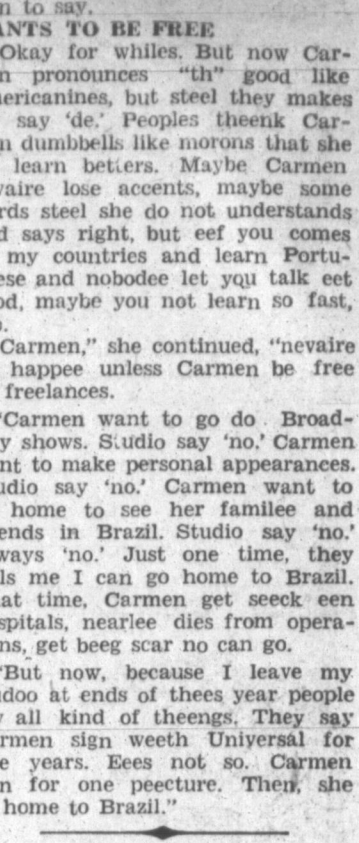 n to say.
ANTS TO BE FREE
Okay for whiles. But now Car-
n pronounces "th" good like
mericanines, but steel they makes
say 'de.' Peoples theenk Car-
n dumbbells like morons that she
learn betters. Maybe Carmen
vaire lose accents, maybe some
rds steel she do not understands
d says right, but eef you comes
my countries and learn Portu-
ese and nobodee let you talk eet
od, maybe you not learn so fast,
.
Carmen," she continued, "nevaire
happee unless Carmen be free
freelances.
"Carmen want to go do Broad-
y shows. Studio say 'no.' Carmen
nt to make personal appearances.
udio say 'no.' Carmen want to
home to see her familee and
ends in Brazil. Studio say 'no.'
ways 'no.' Just one time, they
ls me I can go home to Brazil.
at time, Carmen get seeck een
spitals, nearlee dies from opera-
ns, get beeg scar no can go.
"But now, because I leave my
udoo at ends of thees year people
y all kind of theengs. They say
rmen sign weeth Universal for
e years. Eees not so. Carmen
n for one peecture. Then, she
home to Brazil."